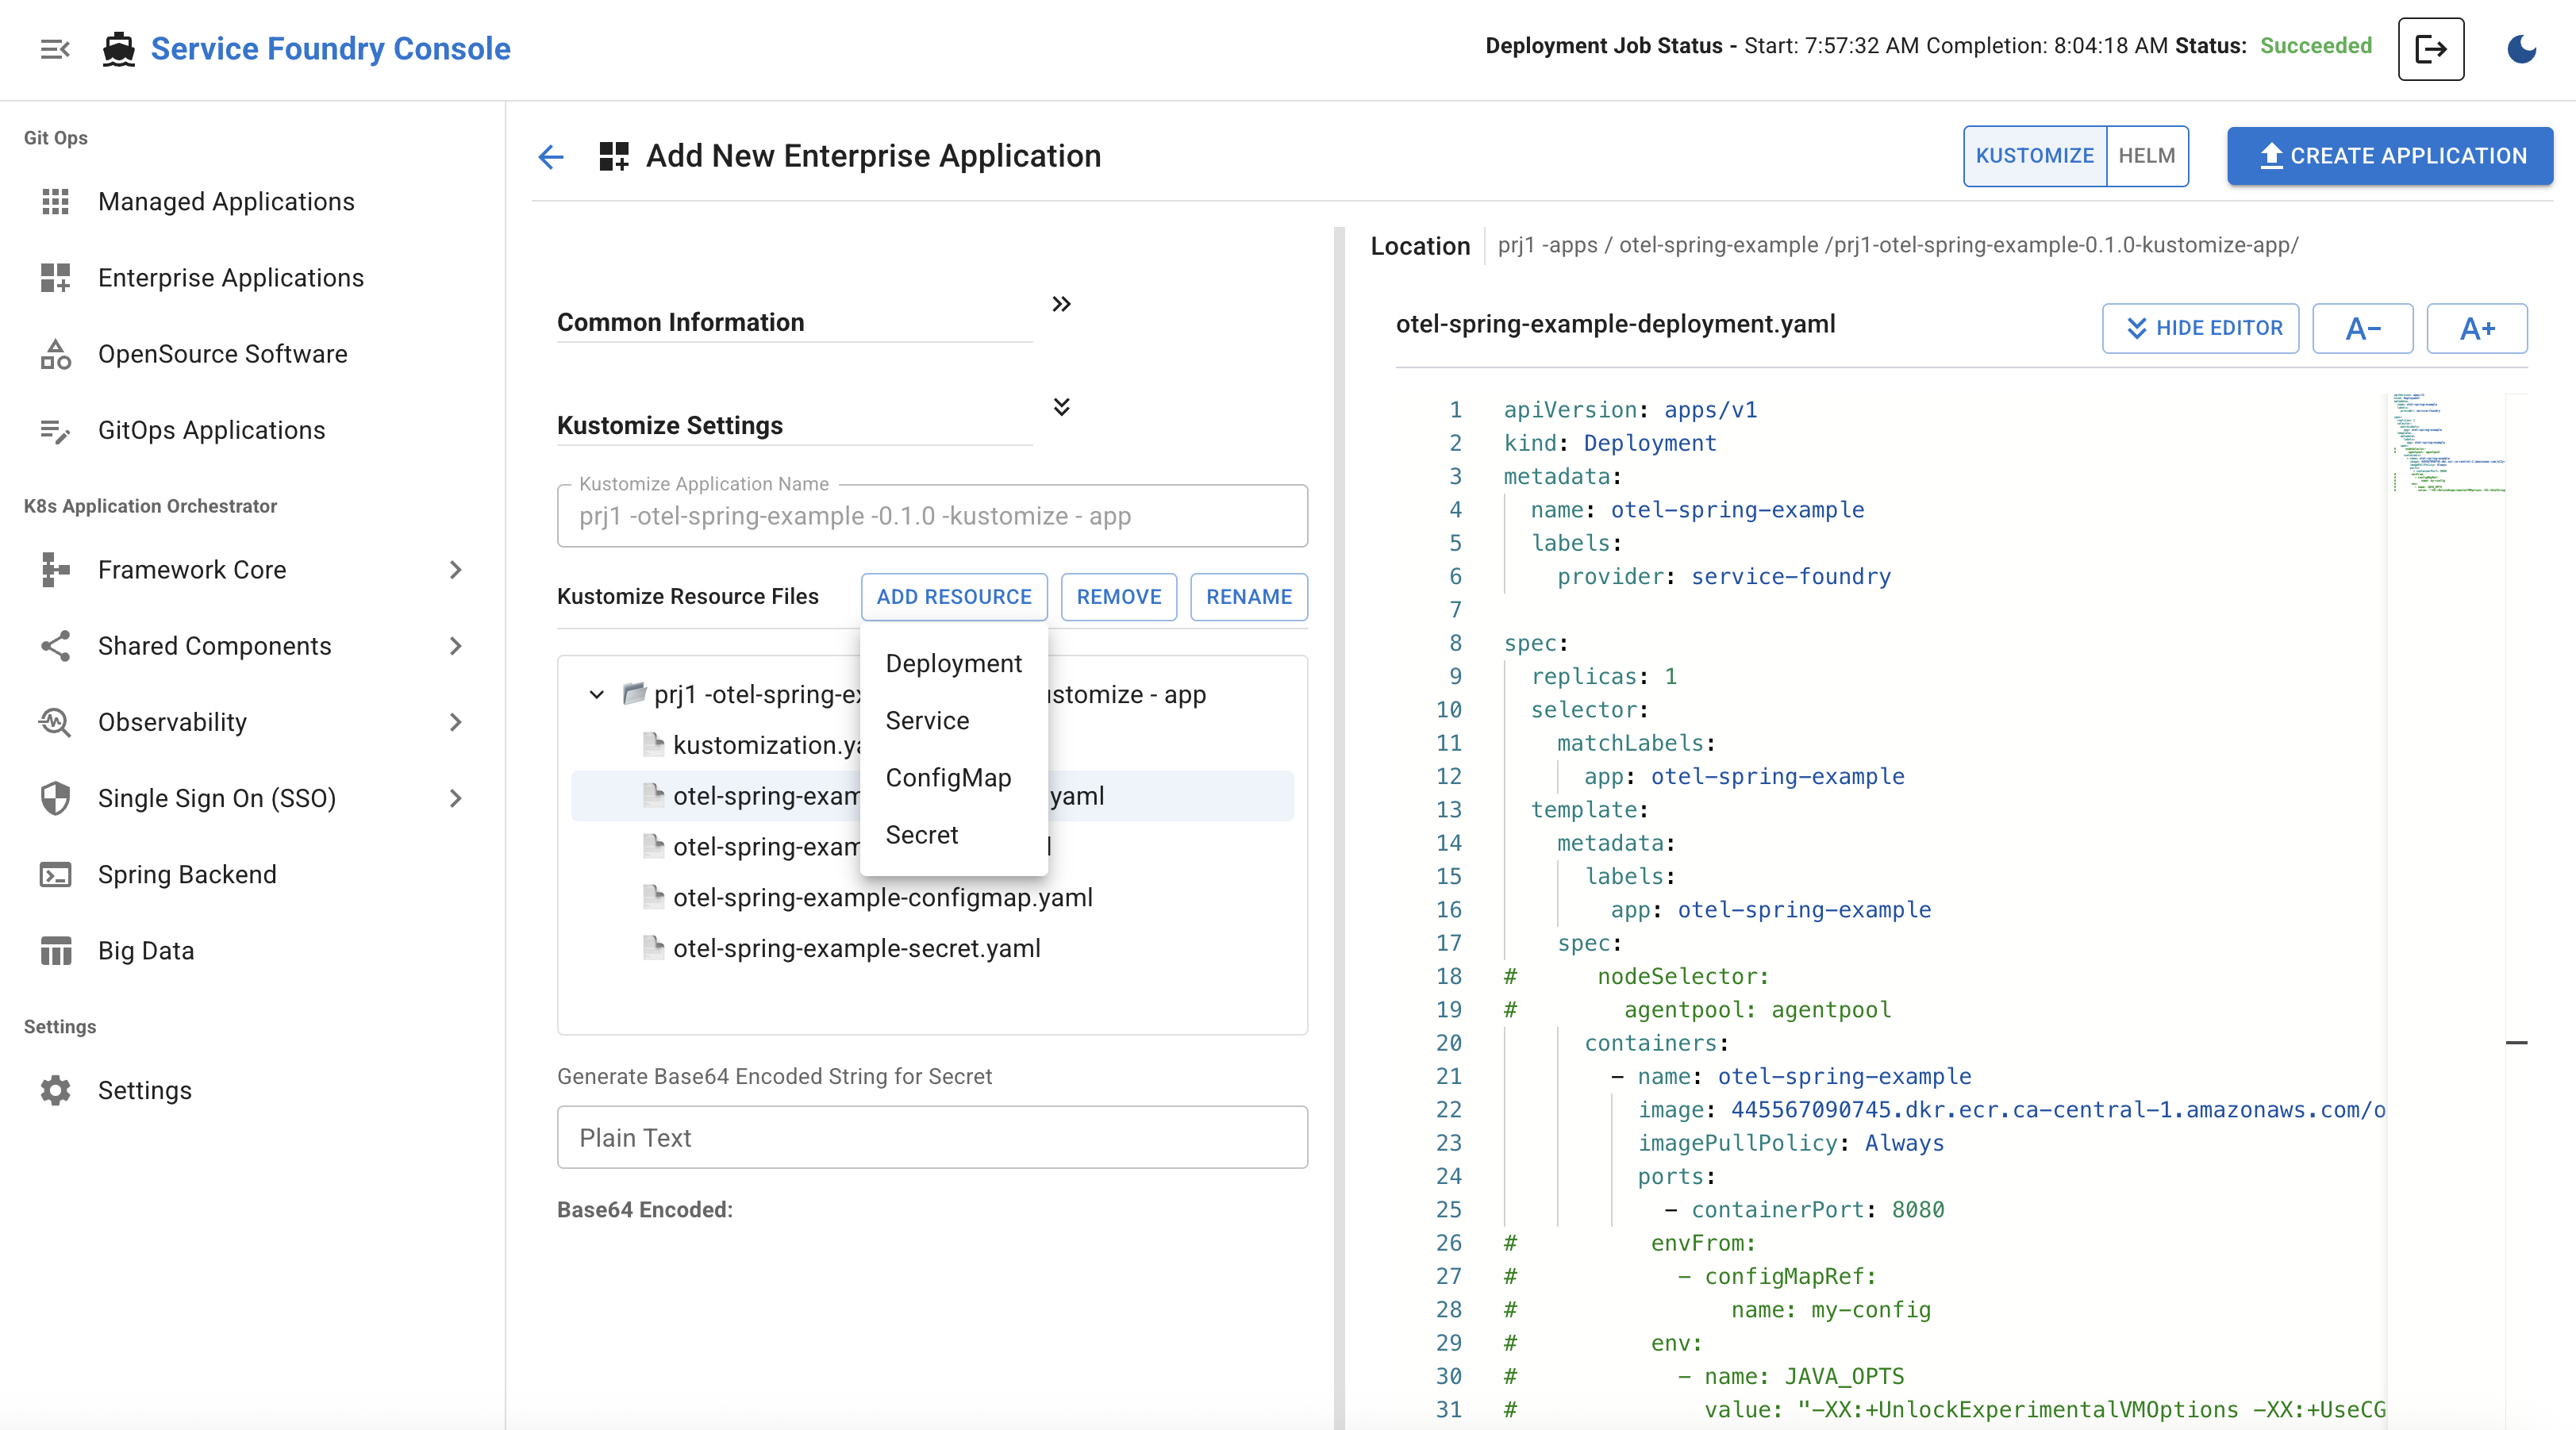 Service Foundry Console
Deployment Job Status - Start: 7:57:32 AM Completion: 8:04:18 AM Status: Succeeded
Git Ops
Managed Applications
Enterprise Applications
OpenSource Software
GitOps Applications
K8s Application Orchestrator
Framework Core
Shared Components
Observability
Single Sign On (SSO)
Spring Backend
Big Data
Settings
Settings
Add New Enterprise Application
KUSTOMIZE HELM
CREATE APPLICATION
Common Information
Kustomize Settings
Kustomize Application Name
prj1 -otel-spring-example -0.1.0 -kustomize - app
Kustomize Resource Files
ADD RESOURCE
REMOVE
RENAME
Deployment
Service
ConfigMap
Secret
prj1 -otel-spring-ex ustomize - app
kustomization.ya
otel-spring-exam yaml
otel-spring-exam l
otel-spring-example-configmap.yaml
otel-spring-example-secret.yaml
Generate Base64 Encoded String for Secret
Plain Text
Base64 Encoded:
Location prj1 -apps / otel-spring-example /prj1-otel-spring-example-0.1.0-kustomize-app/
otel-spring-example-deployment.yaml
HIDE EDITOR
A-
A+
1 apiVersion: apps/v1
2 kind: Deployment
3 metadata:
4 name: otel-spring-example
5 labels:
6 provider: service-foundry
7
8 spec:
9 replicas: 1
10 selector:
11 matchLabels:
12 app: otel-spring-example
13 template:
14 metadata:
15 labels:
16 app: otel-spring-example
17 spec:
18 # nodeSelector:
19 # agentpool: agentpool
20 containers:
21 - name: otel-spring-example
22 image: 445567090745.dkr.ecr.ca-central-1.amazonaws.com/o
23 imagePullPolicy: Always
24 ports:
25 - containerPort: 8080
26 # envFrom:
27 # - configMapRef:
28 # name: my-config
29 # env:
30 # - name: JAVA_OPTS
31 # value: "-XX:+UnlockExperimentalVMOptions -XX:+UseCG